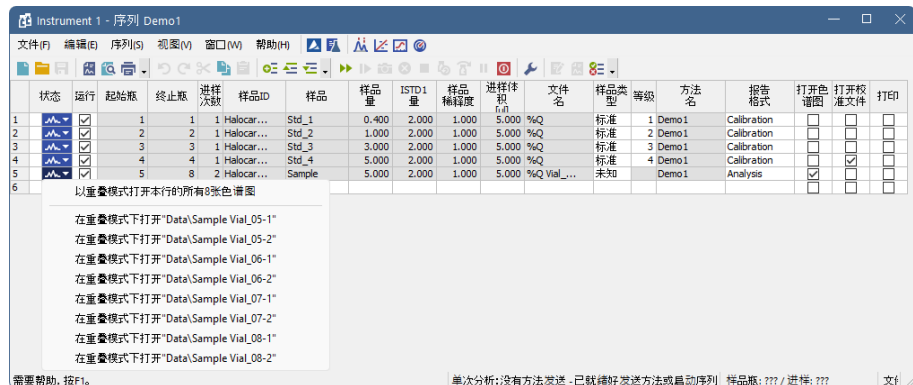 Instrument 1 - 序列 Demo1
文件(F) 编辑(E) 序列(S) 视图(V) 窗口(W) 帮助(H)
状态 运行 起始瓶 终止瓶 进样次数 样品ID 样品 样品量 ISTD1量 样品稀释度 进样体积[µl] 文件名 样品类型 等级 方法名 报告格式 打开色谱图 打开校准文件 打印
1 1 1 1 Halocar... Std_1 0.400 2.000 1.000 5.000 %Q 标准 1 Demo1 Calibration
2 2 2 1 Halocar... Std_2 1.000 2.000 1.000 5.000 %Q 标准 2 Demo1 Calibration
3 3 3 1 Halocar... Std_3 3.000 2.000 1.000 5.000 %Q 标准 3 Demo1 Calibration
4 4 4 1 Halocar... Std_4 5.000 2.000 1.000 5.000 %Q 标准 4 Demo1 Calibration
5 5 8 2 Halocar... Sample 5.000 2.000 1.000 5.000 %Q Vial_... 未知 Demo1 Analysis
6
以重叠模式打开本行的所有8张色谱图
在重叠模式下打开"Data\Sample Vial_05-1"
在重叠模式下打开"Data\Sample Vial_05-2"
在重叠模式下打开"Data\Sample Vial_06-1"
在重叠模式下打开"Data\Sample Vial_06-2"
在重叠模式下打开"Data\Sample Vial_07-1"
在重叠模式下打开"Data\Sample Vial_07-2"
在重叠模式下打开"Data\Sample Vial_08-1"
在重叠模式下打开"Data\Sample Vial_08-2"
需要帮助, 按F1。 单次分析:没有方法发送 - 已就绪好发送方法或启动序列 样品瓶: ??? / 进样: ???